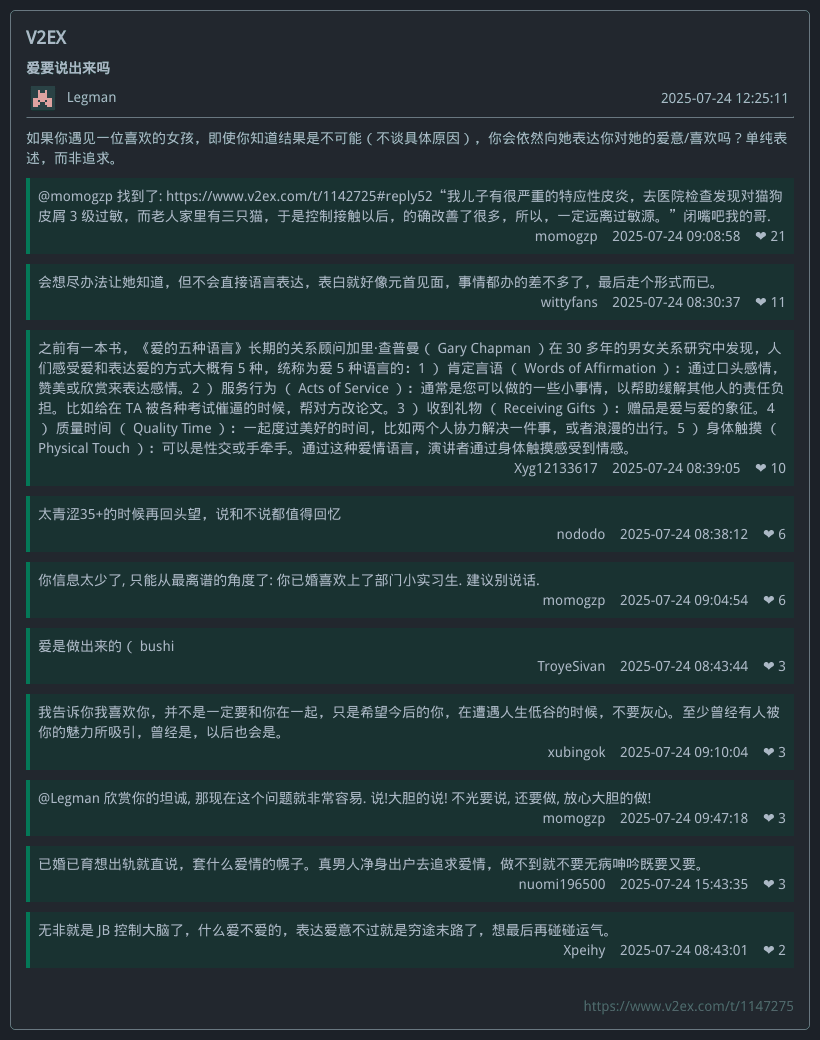 V2EX
爱要说出来吗
Legman 2025-07-24 12:25:11
如果你遇见一位喜欢的女孩，即使你知道结果是不可能（不谈具体原因），你会依然向她表达你对她的爱意/喜欢吗？单纯表
述，而非追求。
@momogzp 找到了: https://www.v2ex.com/t/1142725#reply52 “我儿子有很严重的特应性皮炎，去医院检查发现对猫狗
皮屑 3 级过敏，而老人家里有三只猫，于是控制接触以后，的确改善了很多，所以，一定远离过敏源。” 闭嘴吧我的哥.
momogzp 2025-07-24 09:08:58 ❤ 21
会想尽办法让她知道，但不会直接语言表达，表白就好像元首见面，事情都办的差不多了，最后走个形式而已。
wittyfans 2025-07-24 08:30:37 ❤ 11
之前有一本书，《爱的五种语言》长期的关系顾问加里·查普曼（ Gary Chapman ）在 30 多年的男女关系研究中发现，人
们感受爱和表达爱的方式大概有 5 种，统称为爱 5 种语言的：1 ）肯定言语（ Words of Affirmation ）：通过口头感情，
赞美或欣赏来表达感情。2 ）服务行为（ Acts of Service ）：通常是您可以做的一些小事情，以帮助缓解其他人的责任负
担。比如给在 TA 被各种考试催逼的时候，帮对方改论文。3 ）收到礼物（ Receiving Gifts ）：赠品是爱与爱的象征。4
）质量时间（ Quality Time ）：一起度过美好的时间，比如两个人协力解决一件事，或者浪漫的出行。5 ）身体触摸（
Physical Touch ）：可以是性交或手牵手。通过这种爱情语言，演讲者通过身体触摸感受到情感。
Xyg12133617 2025-07-24 08:39:05 ❤ 10
太青涩35+的时候再回头望，说和不说都值得回忆
nododo 2025-07-24 08:38:12 ❤ 6
你信息太少了, 只能从最离谱的角度了: 你已婚喜欢上了部门小实习生. 建议别说话.
momogzp 2025-07-24 09:04:54 ❤ 6
爱是做出来的（ bushi
TroyeSivan 2025-07-24 08:43:44 ❤ 3
我告诉你我喜欢你，并不是一定要和你在一起，只是希望今后的你，在遭遇人生低谷的时候，不要灰心。至少曾经有人被
你的魅力所吸引，曾经是，以后也会是。
xubingok 2025-07-24 09:10:04 ❤ 3
@Legman 欣赏你的坦诚, 那现在这个问题就非常容易. 说!大胆的说! 不光要说, 还要做, 放心大胆的做!
momogzp 2025-07-24 09:47:18 ❤ 3
已婚已育想出轨就直说，套什么爱情的幌子。真男人净身出户去追求爱情，做不到就不要无病呻吟既要又要。
nuomi196500 2025-07-24 15:43:35 ❤ 3
无非就是 JB 控制大脑了，什么爱不爱的，表达爱意不过就是穷途末路了，想最后再碰碰运气。
Xpeihy 2025-07-24 08:43:01 ❤ 2
https://www.v2ex.com/t/1147275